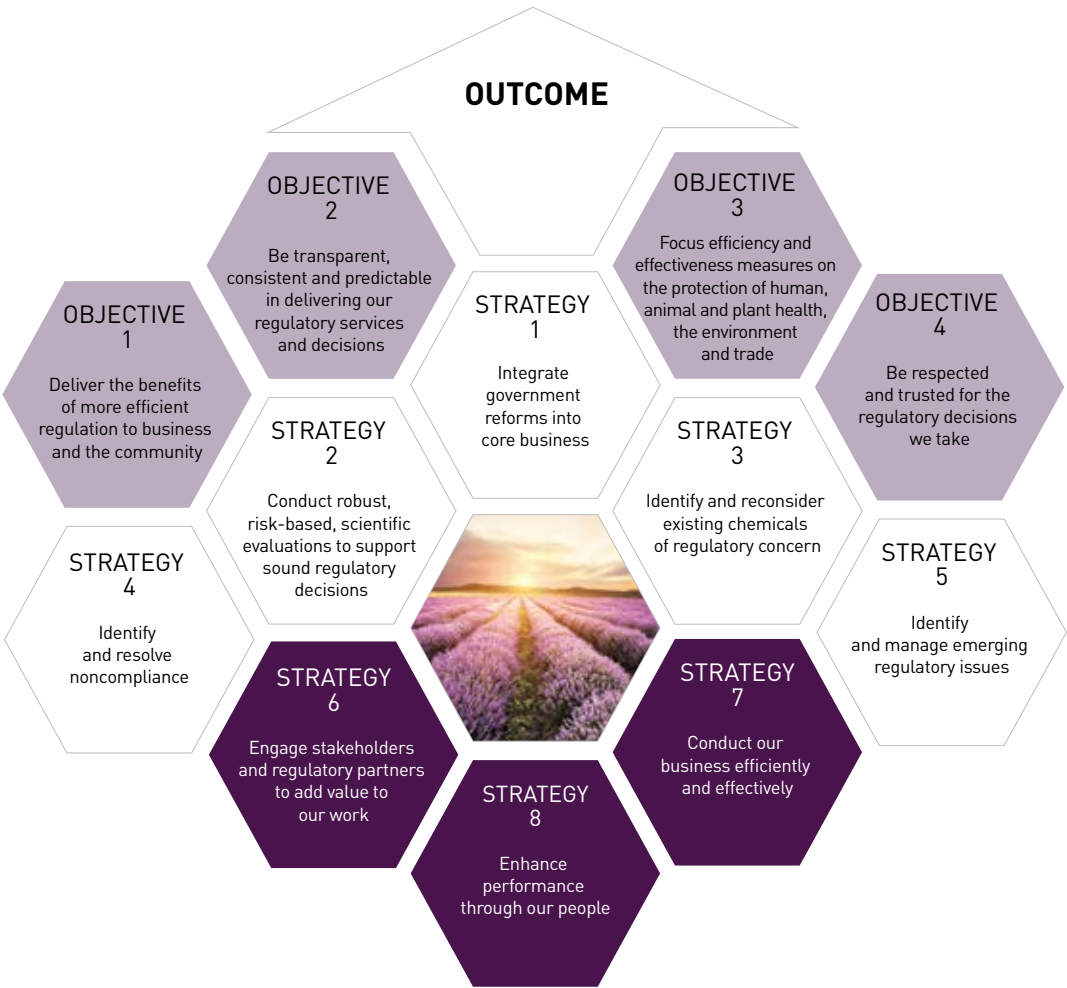 OUTCOME
OBJECTIVE
1
Deliver the benefits
of more efficient
regulation to business
and the community
OBJECTIVE
2
Be transparent,
consistent and predictable
in delivering our
regulatory services
and decisions
OBJECTIVE
3
Focus efficiency and
effectiveness measures on
the protection of human,
animal and plant health,
the environment
and trade
OBJECTIVE
4
Be respected
and trusted for the
regulatory decisions
we take
STRATEGY
1
Integrate
government
reforms into
core business
STRATEGY
2
Conduct robust,
risk-based, scientific
evaluations to support
sound regulatory
decisions
STRATEGY
3
Identify and reconsider
existing chemicals
of regulatory concern
STRATEGY
4
Identify
and resolve
noncompliance
STRATEGY
5
Identify
and manage emerging
regulatory issues
STRATEGY
6
Engage stakeholders
and regulatory partners
to add value to
our work
STRATEGY
7
Conduct our
business efficiently
and effectively
STRATEGY
8
Enhance
performance
through our people